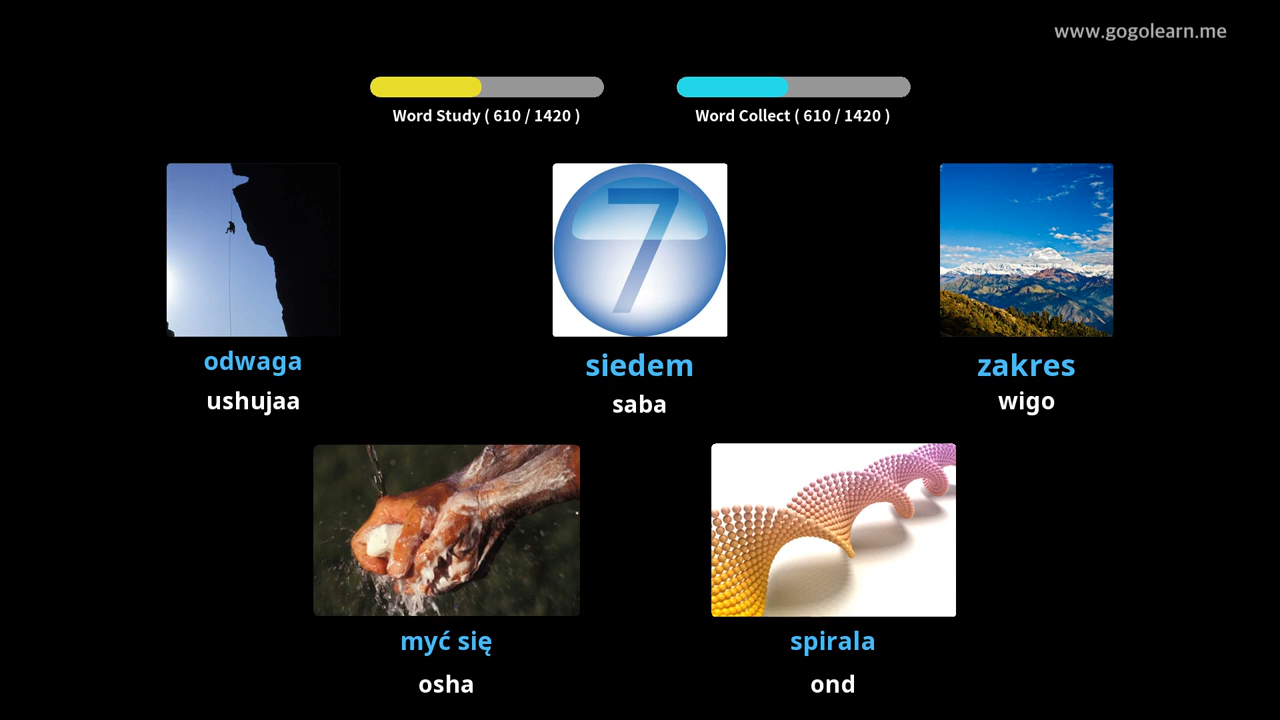 www.gogolearn.me
Word Study ( 610 / 1420 )
Word Collect ( 610 / 1420 )
7
odwaga
ushujaa
siedem
saba
zakres
wigo
myć się
osha
spirala
ond